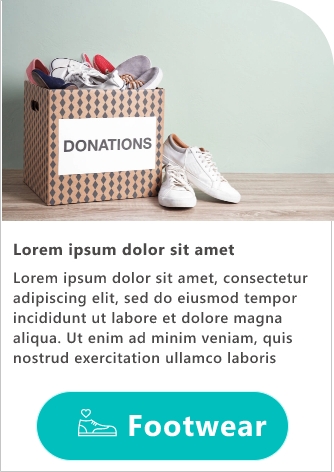 DONATIONS
Lorem ipsum dolor sit amet
Lorem ipsum dolor sit amet, consectetur
adipiscing elit, sed do eiusmod tempor
incididunt ut labore et dolore magna
aliqua. Ut enim ad minim veniam, quis
nostrud exercitation ullamco laboris
Footwear